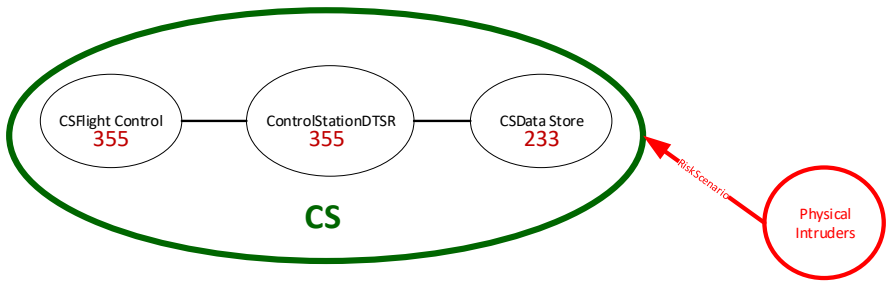 CSFlight Control
355
ControlStationDTSR
355
CSData Store
233
CS
RiskScenario
Physical
Intruders